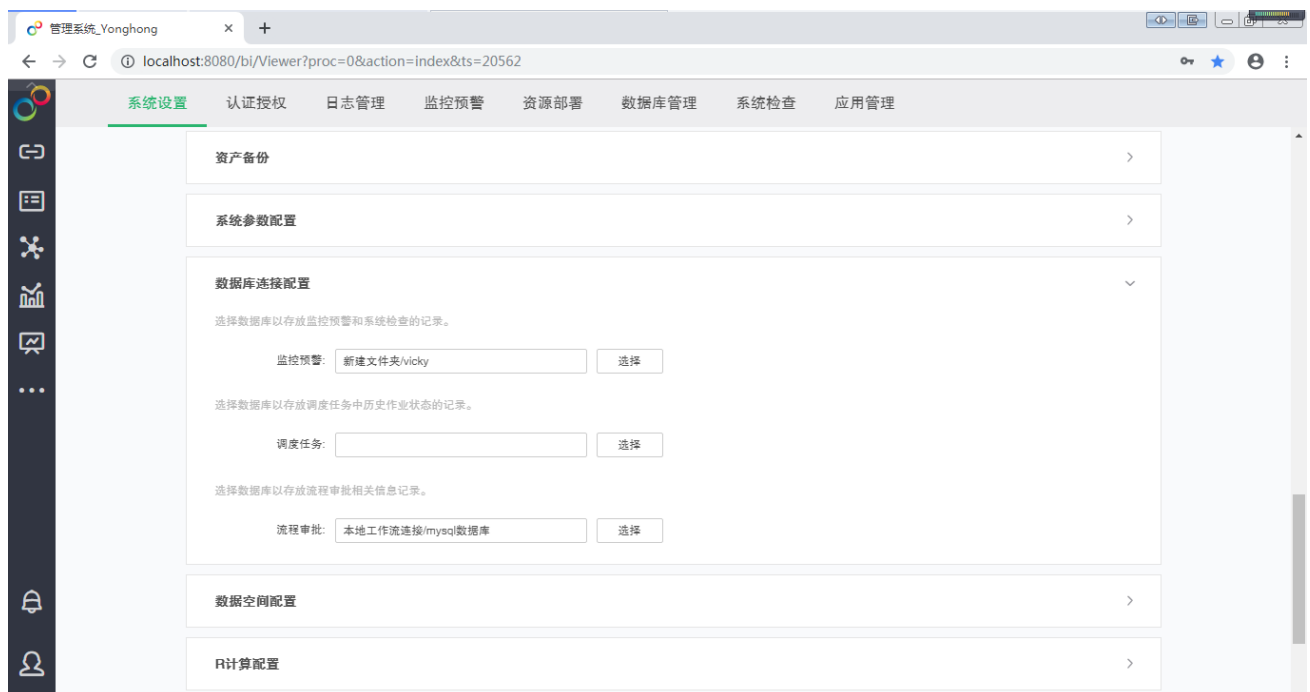 管理系统_Yonghong
localhost:8080/bi/Viewer?proc=0&action=index&ts=20562
系统设置 认证授权 日志管理 监控预警 资源部署 数据库管理 系统检查 应用管理
资产备份
系统参数配置
数据库连接配置
选择数据库以存放监控预警和系统检查的记录。
监控预警: 新建文件夹/vicky 选择
选择数据库以存放调度任务中历史作业状态的记录。
调度任务: 选择
选择数据库以存放流程审批相关信息记录。
流程审批: 本地工作流连接/mysql数据库 选择
数据空间配置
R计算配置